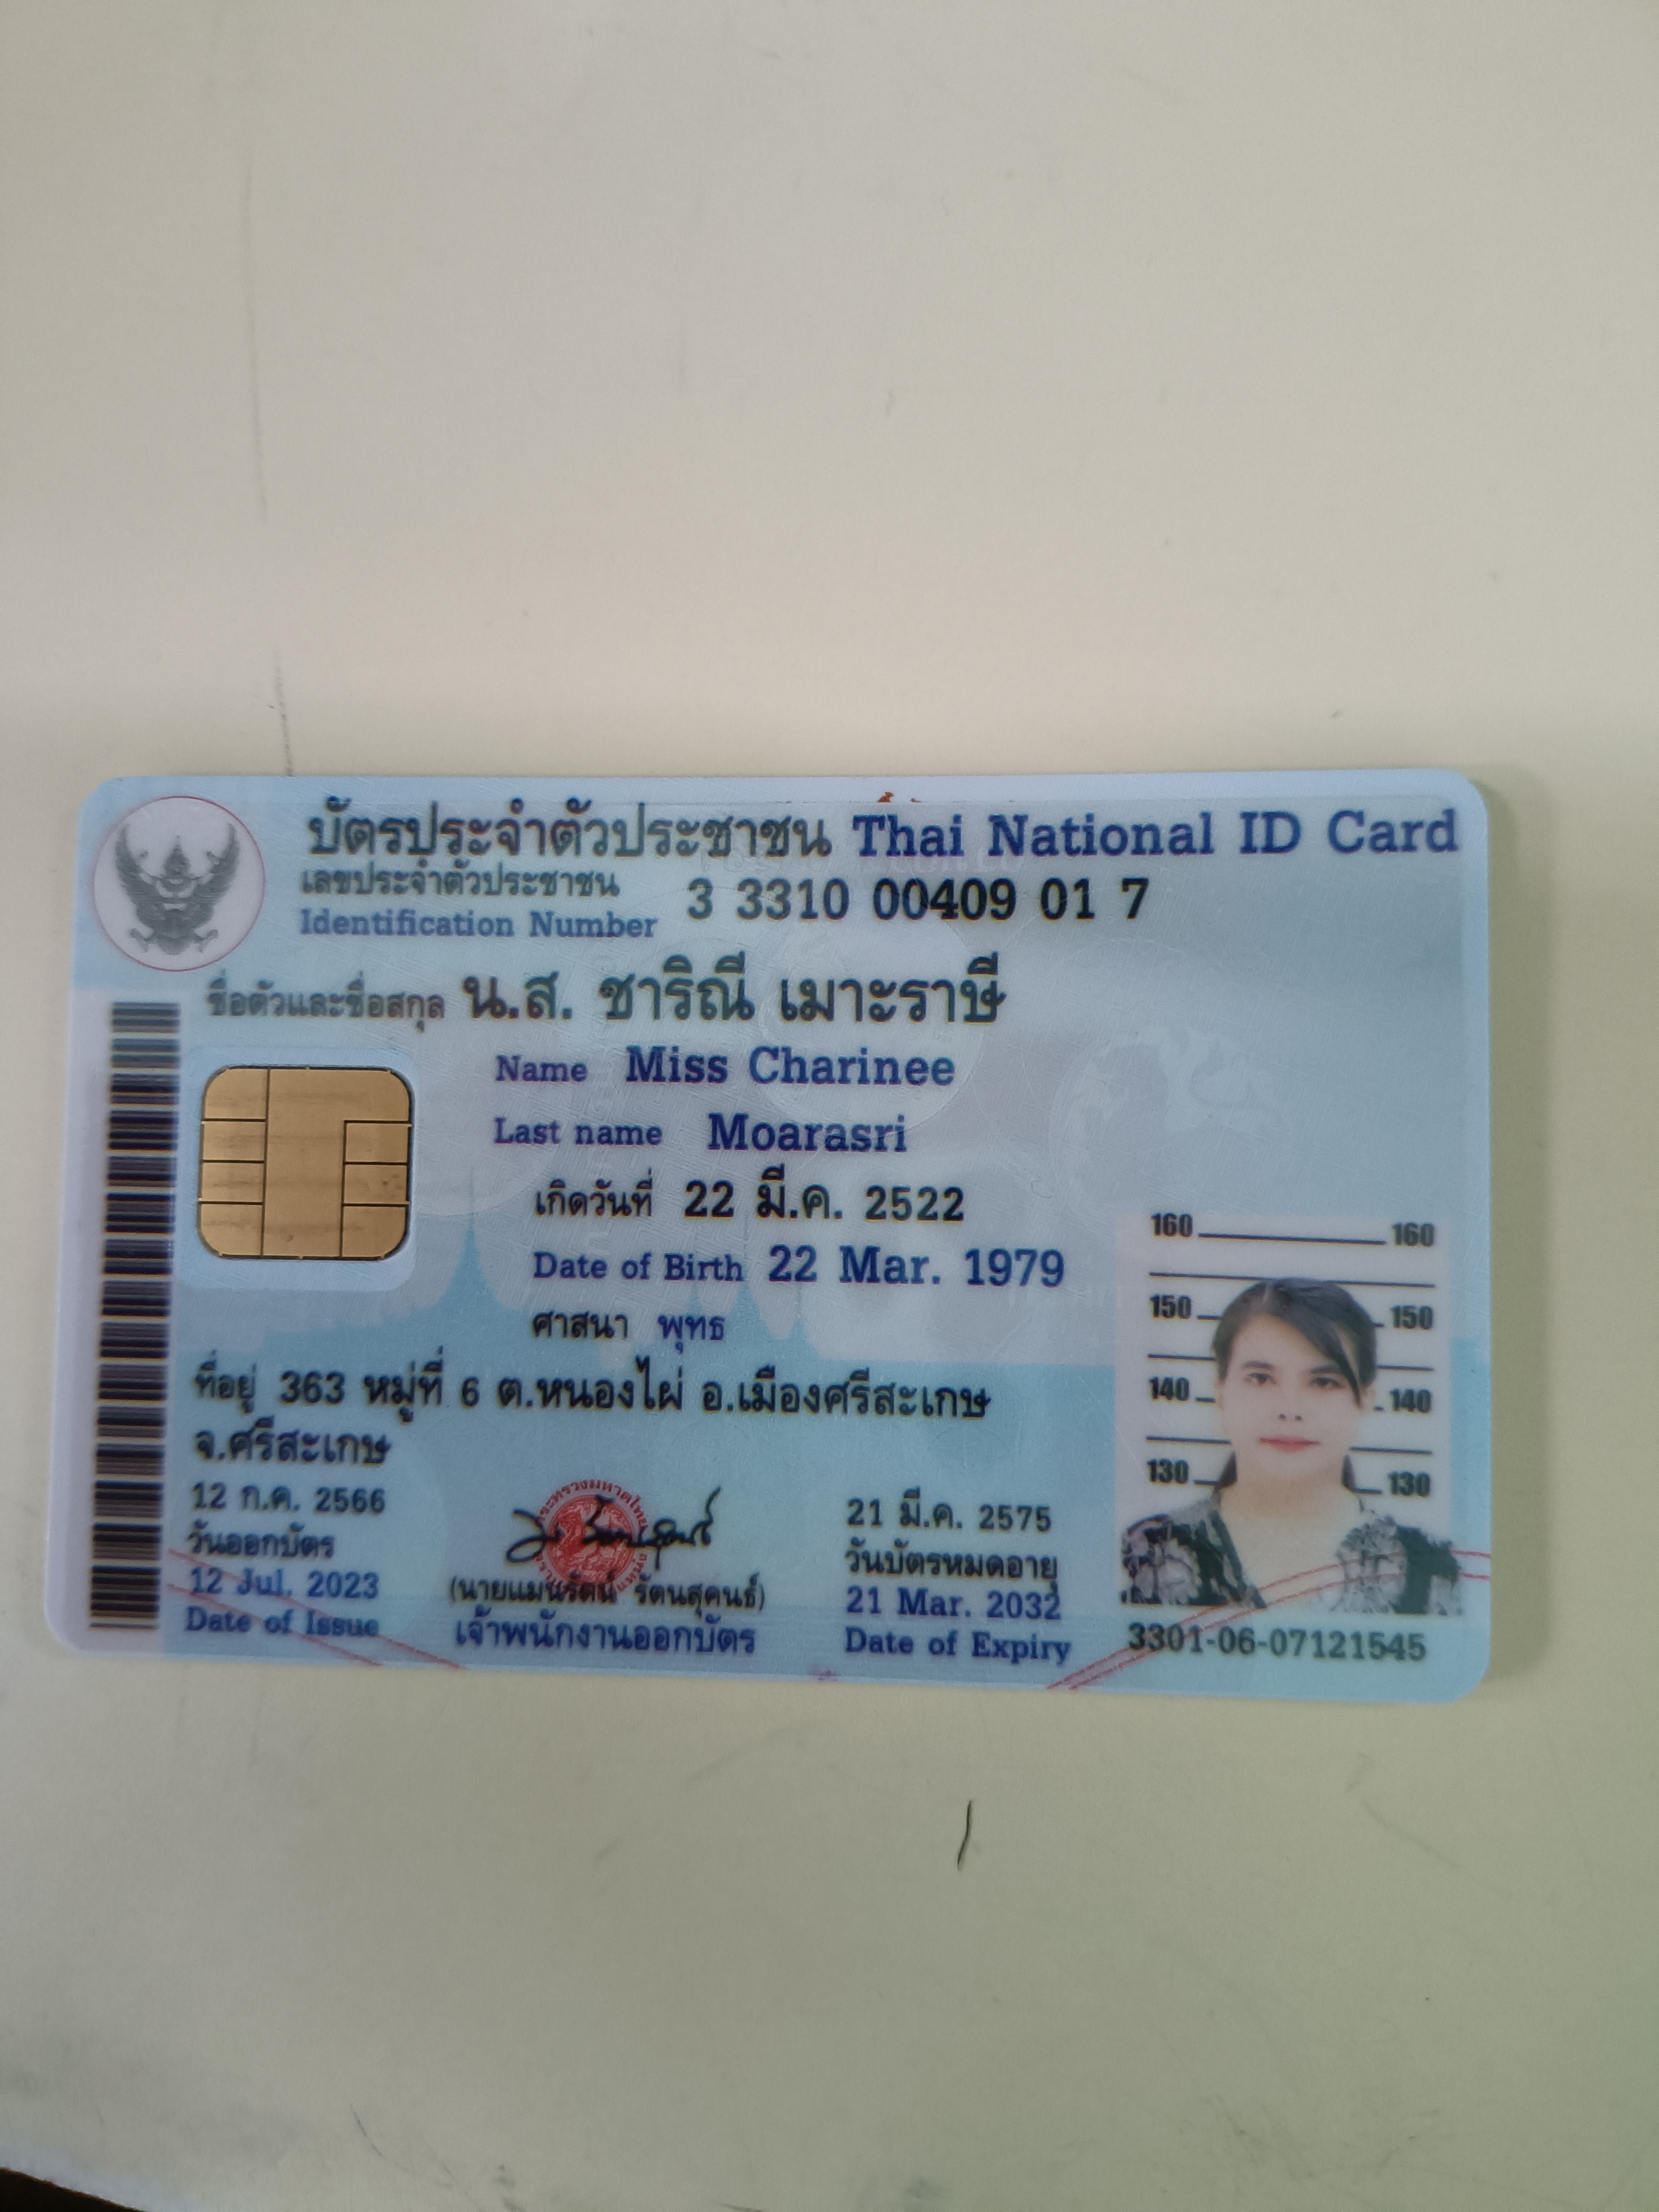 บัตรประจำตัวประชาชน Thai National ID Card
เลขประจำตัวประชาชน
Identification Number 3 3310 00409 01 7
ชื่อตัวและชื่อสกุล น.ส. ชาริณี เมาะราษี
Name Miss Charinee
Last name Moarasri
เกิดวันที่ 22 มี.ค. 2522
Date of Birth 22 Mar. 1979
ศาสนา พุทธ
ที่อยู่ 363 หมู่ที่ 6 ต.หนองไผ่ อ.เมืองศรีสะเกษ
จ.ศรีสะเกษ
12 ก.ค. 2566
วันออกบัตร
12 Jul. 2023
Date of Issue
(นายแมนรัตน์ รัตนสุคนธ์)
เจ้าพนักงานออกบัตร
21 มี.ค. 2575
วันบัตรหมดอายุ
21 Mar. 2032
Date of Expiry
160 160
150 150
140 140
130 130
3301-06-07121545